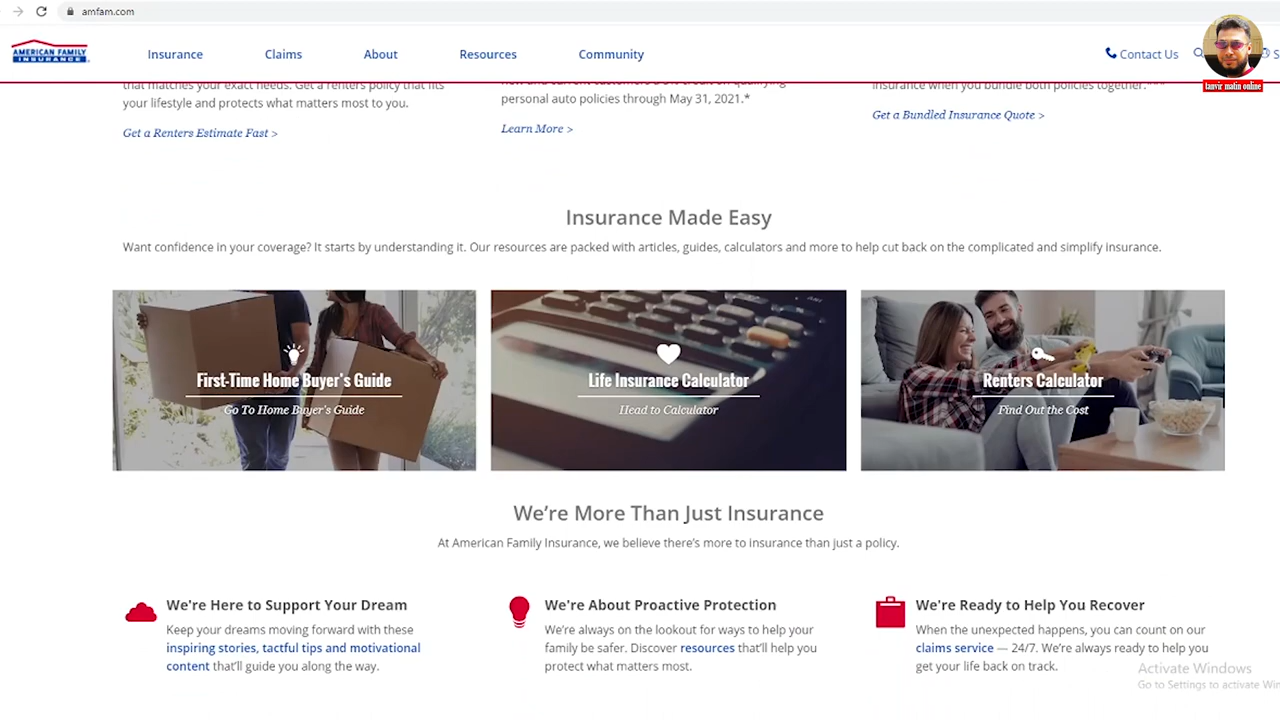 amfam.com
AMERICAN FAMILY
INSURANCE
Insurance
Claims
About
Resources
Community
Contact Us
S
tanvir matin online
that matches your exact needs. Get a renters policy that fits
your lifestyle and protects what matters most to you.
Get a Renters Estimate Fast >
personal auto policies through May 31, 2021.*
Learn More >
insurance when you bundle both policies together.***
Get a Bundled Insurance Quote >
Insurance Made Easy
Want confidence in your coverage? It starts by understanding it. Our resources are packed with articles, guides, calculators and more to help cut back on the complicated and simplify insurance.
First-Time Home Buyer's Guide
Go To Home Buyer's Guide
Life Insurance Calculator
Head to Calculator
Renters Calculator
Find Out the Cost
We're More Than Just Insurance
At American Family Insurance, we believe there's more to insurance than just a policy.
We're Here to Support Your Dream
Keep your dreams moving forward with these
inspiring stories, tactful tips and motivational
content that'll guide you along the way.
We're About Proactive Protection
We're always on the lookout for ways to help your
family be safer. Discover resources that'll help you
protect what matters most.
We're Ready to Help You Recover
When the unexpected happens, you can count on our
claims service — 24/7. We're always ready to help you
get your life back on track.
Activate Windows
Go to Settings to activate Win